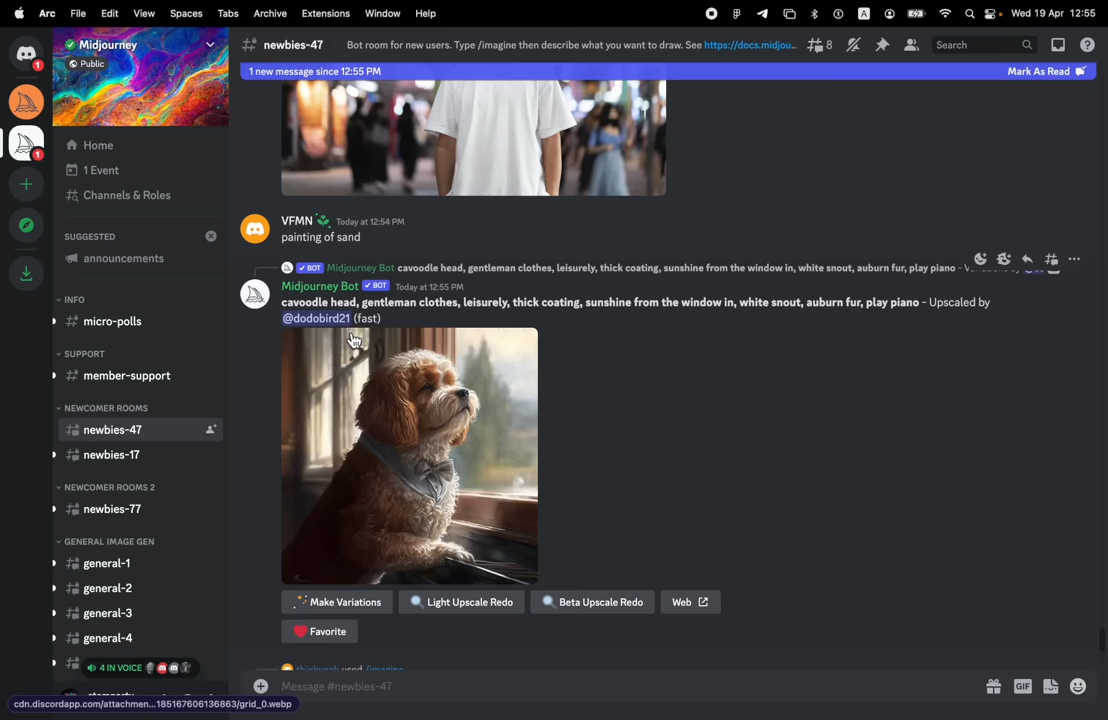 Arc File Edit View Spaces Tabs Archive Extensions Window Help A Wed 19 Apr 12:55
Midjourney
Public
1
1
Home
1 Event
Channels & Roles
SUGGESTED
announcements
INFO
micro-polls
SUPPORT
member-support
NEWCOMER ROOMS
newbies-47
newbies-17
NEWCOMER ROOMS 2
newbies-77
GENERAL IMAGE GEN
general-1
general-2
general-3
general-4
4 IN VOICE
cdn.discordapp.com/attachmen...185167606136863/grid_0.webp
newbies-47 Bot room for new users. Type /imagine then describe what you want to draw. See https://docs.midjou... 8 Search
1 new message since 12:55 PM Mark As Read
VFMN Today at 12:54 PM
painting of sand
BOT Midjourney Bot cavoodle head, gentleman clothes, leisurely, thick coating, sunshine from the window in, white snout, auburn fur, play piano -
Midjourney Bot BOT Today at 12:55 PM
cavoodle head, gentleman clothes, leisurely, thick coating, sunshine from the window in, white snout, auburn fur, play piano - Upscaled by
@dodobird21 (fast)
Make Variations Light Upscale Redo Beta Upscale Redo Web
Favorite
used /imagine
Message #newbies-47 GIF